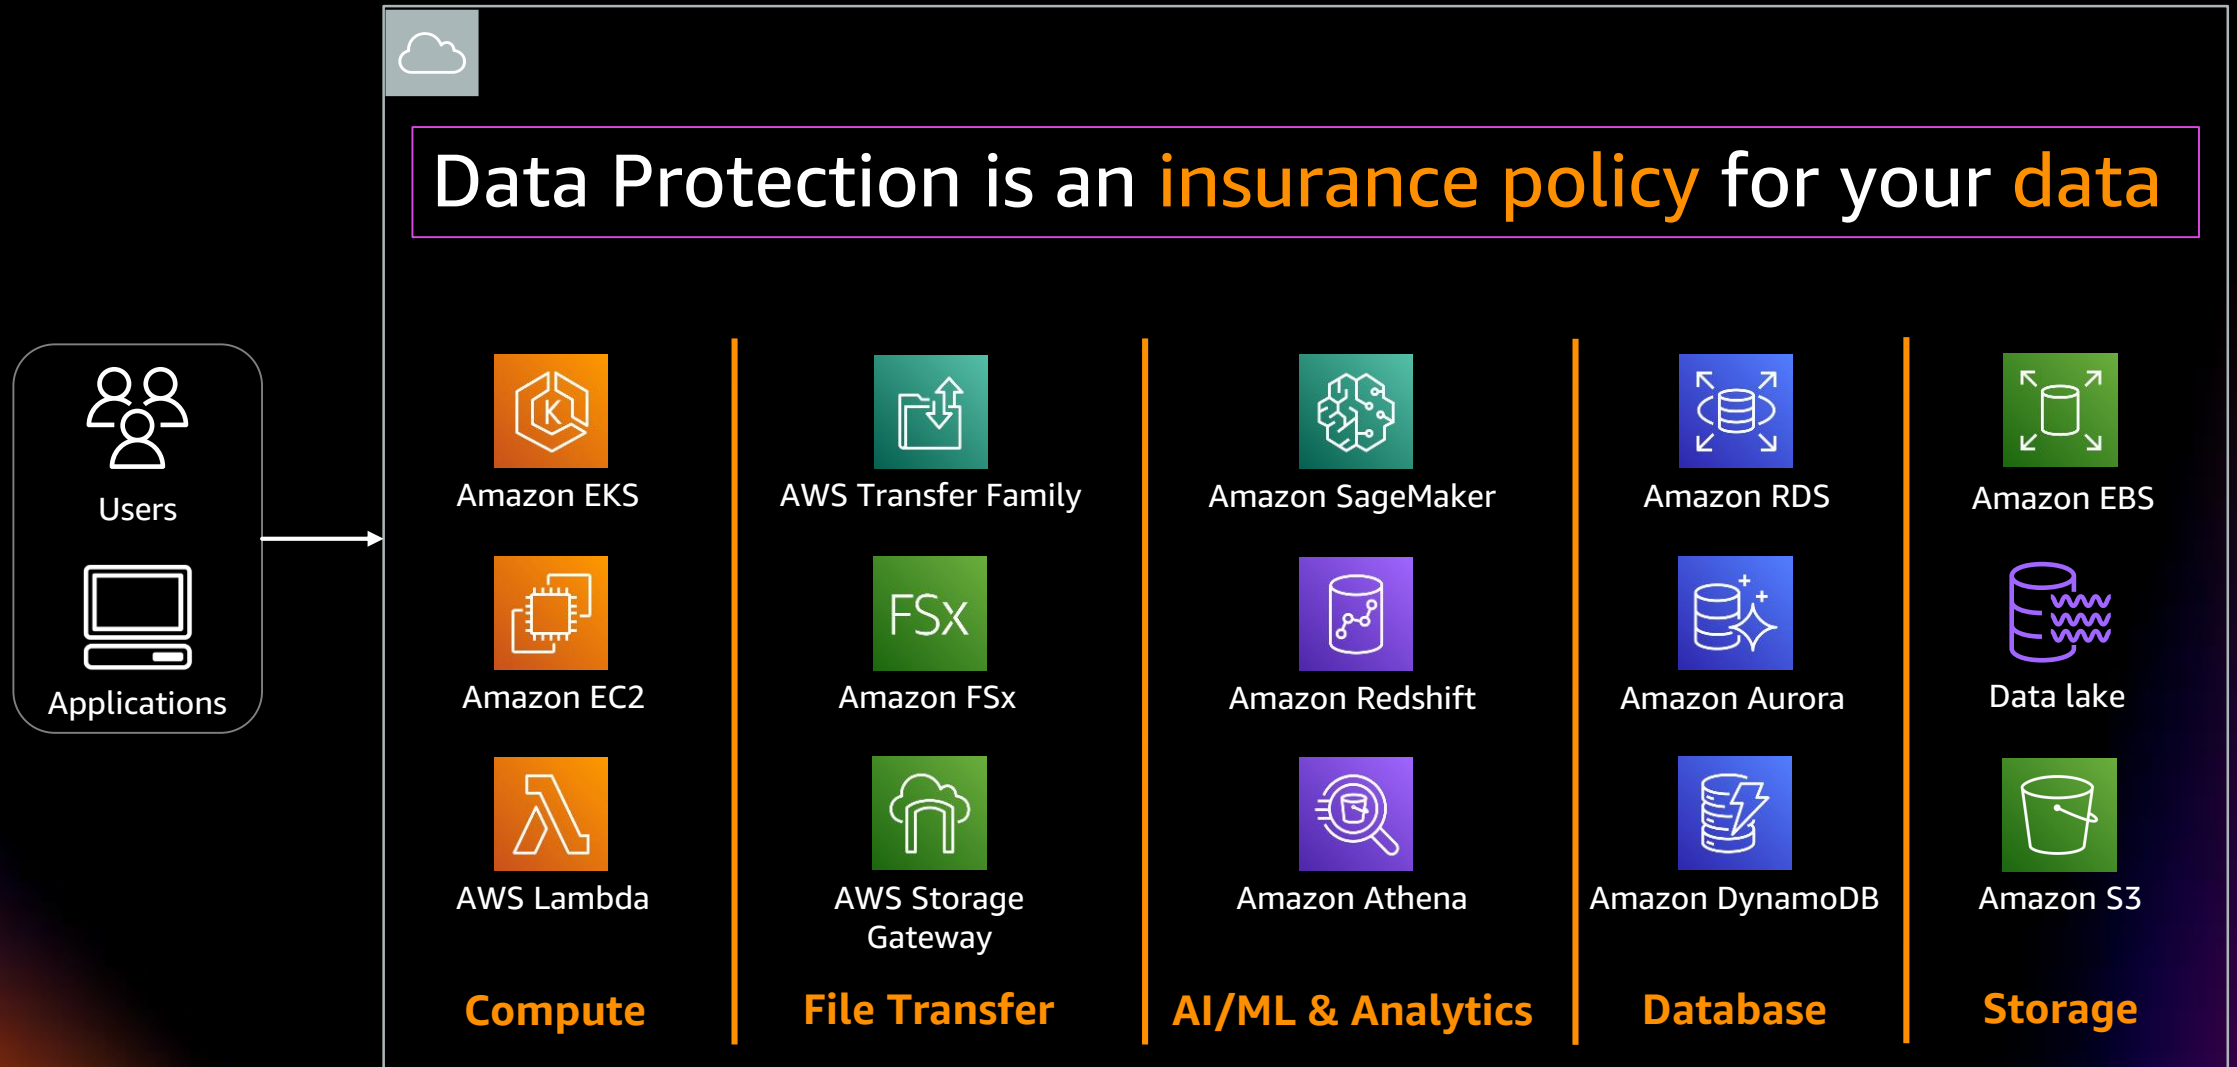 Data Protection is an insurance policy for your data
Users
Applications
Amazon EKS
Amazon EC2
AWS Lambda
Compute
AWS Transfer Family
FSx
Amazon FSx
AWS Storage
Gateway
File Transfer
Amazon SageMaker
Amazon Redshift
Amazon Athena
AI/ML & Analytics
Amazon RDS
Amazon Aurora
Amazon DynamoDB
Database
Amazon EBS
Data lake
Amazon S3
Storage